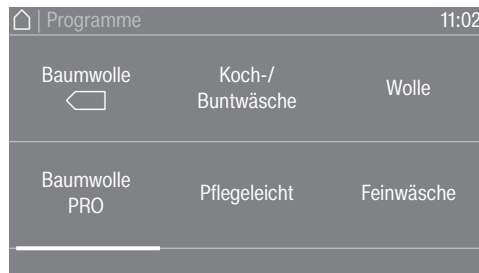 | Programme
11:02
Baumwolle
Koch-/
Buntwäsche
Wolle
Baumwolle
PRO
Pflegeleicht
Feinwäsche